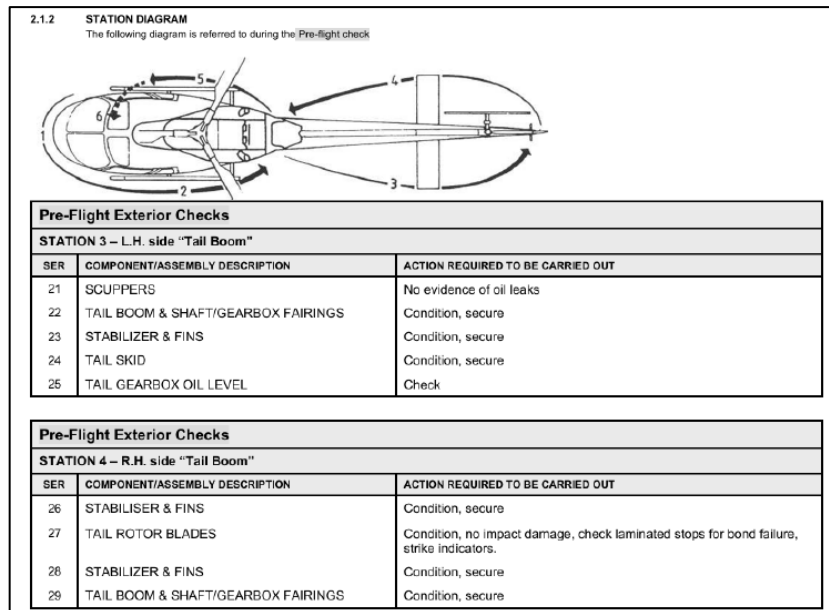 2.1.2 STATION DIAGRAM
The following diagram is referred to during the Pre-flight check
5
4
6
3
2
Pre-Flight Exterior Checks
STATION 3 – L.H. side “Tail Boom”
SER COMPONENT/ASSEMBLY DESCRIPTION ACTION REQUIRED TO BE CARRIED OUT
21 SCUPPERS No evidence of oil leaks
22 TAIL BOOM & SHAFT/GEARBOX FAIRINGS Condition, secure
23 STABILIZER & FINS Condition, secure
24 TAIL SKID Condition, secure
25 TAIL GEARBOX OIL LEVEL Check
Pre-Flight Exterior Checks
STATION 4 – R.H. side “Tail Boom”
SER COMPONENT/ASSEMBLY DESCRIPTION ACTION REQUIRED TO BE CARRIED OUT
26 STABILISER & FINS Condition, secure
27 TAIL ROTOR BLADES Condition, no impact damage, check laminated stops for bond failure,
strike indicators.
28 STABILIZER & FINS Condition, secure
29 TAIL BOOM & SHAFT/GEARBOX FAIRINGS Condition, secure